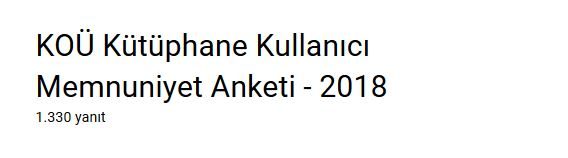 KOÜ Kütüphane Kullanıcı
Memnuniyet Anketi - 2018
1.330 yanıt